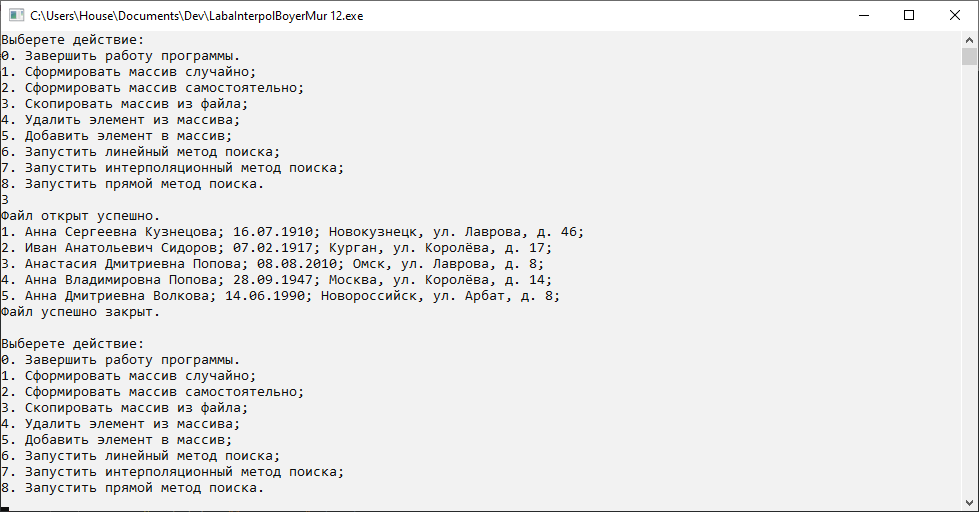 C:\Users\House\Documents\Dev\LabaInterpolBoyerMur 12.exe
Выберете действие:
0. Завершить работу программы.
1. Сформировать массив случайно;
2. Сформировать массив самостоятельно;
3. Скопировать массив из файла;
4. Удалить элемент из массива;
5. Добавить элемент в массив;
6. Запустить линейный метод поиска;
7. Запустить интерполяционный метод поиска;
8. Запустить прямой метод поиска.
3
Файл открыт успешно.
1. Анна Сергеевна Кузнецова; 16.07.1910; Новокузнецк, ул. Лаврова, д. 46;
2. Иван Анатольевич Сидоров; 07.02.1917; Курган, ул. Королёва, д. 17;
3. Анастасия Дмитриевна Попова; 08.08.2010; Омск, ул. Лаврова, д. 8;
4. Анна Владимировна Попова; 28.09.1947; Москва, ул. Королёва, д. 14;
5. Анна Дмитриевна Волкова; 14.06.1990; Новороссийск, ул. Арбат, д. 8;
Файл успешно закрыт.
Выберете действие:
0. Завершить работу программы.
1. Сформировать массив случайно;
2. Сформировать массив самостоятельно;
3. Скопировать массив из файла;
4. Удалить элемент из массива;
5. Добавить элемент в массив;
6. Запустить линейный метод поиска;
7. Запустить интерполяционный метод поиска;
8. Запустить прямой метод поиска.